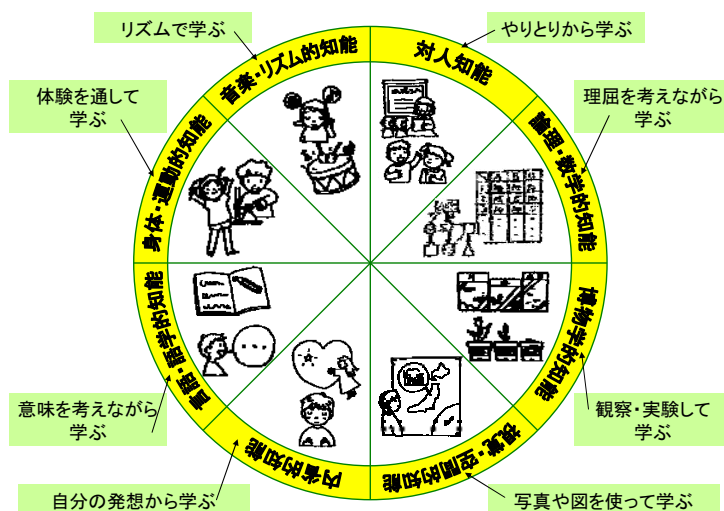 リズムで学ぶ
やりとりから学ぶ
音楽・リズム的知能
対人知能
体験を通して
学ぶ
理屈を考えながら
学ぶ
身体・運動的知能
論理・数学的知能
言語・語学的知能
博物学的知能
意味を考えながら
学ぶ
観察・実験して
学ぶ
内省的知能
視覚・空間的知能
自分の発想から学ぶ
写真や図を使って学ぶ